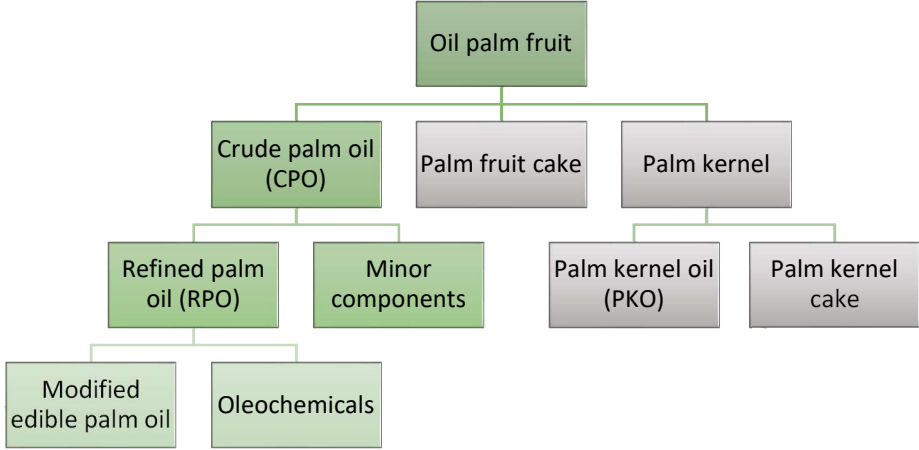 Oil palm fruit
Crude palm oil
(CPO)
Palm fruit cake
Palm kernel
Refined palm
oil (RPO)
Minor
components
Palm kernel oil
(PKO)
Palm kernel
cake
Modified
edible palm oil
Oleochemicals